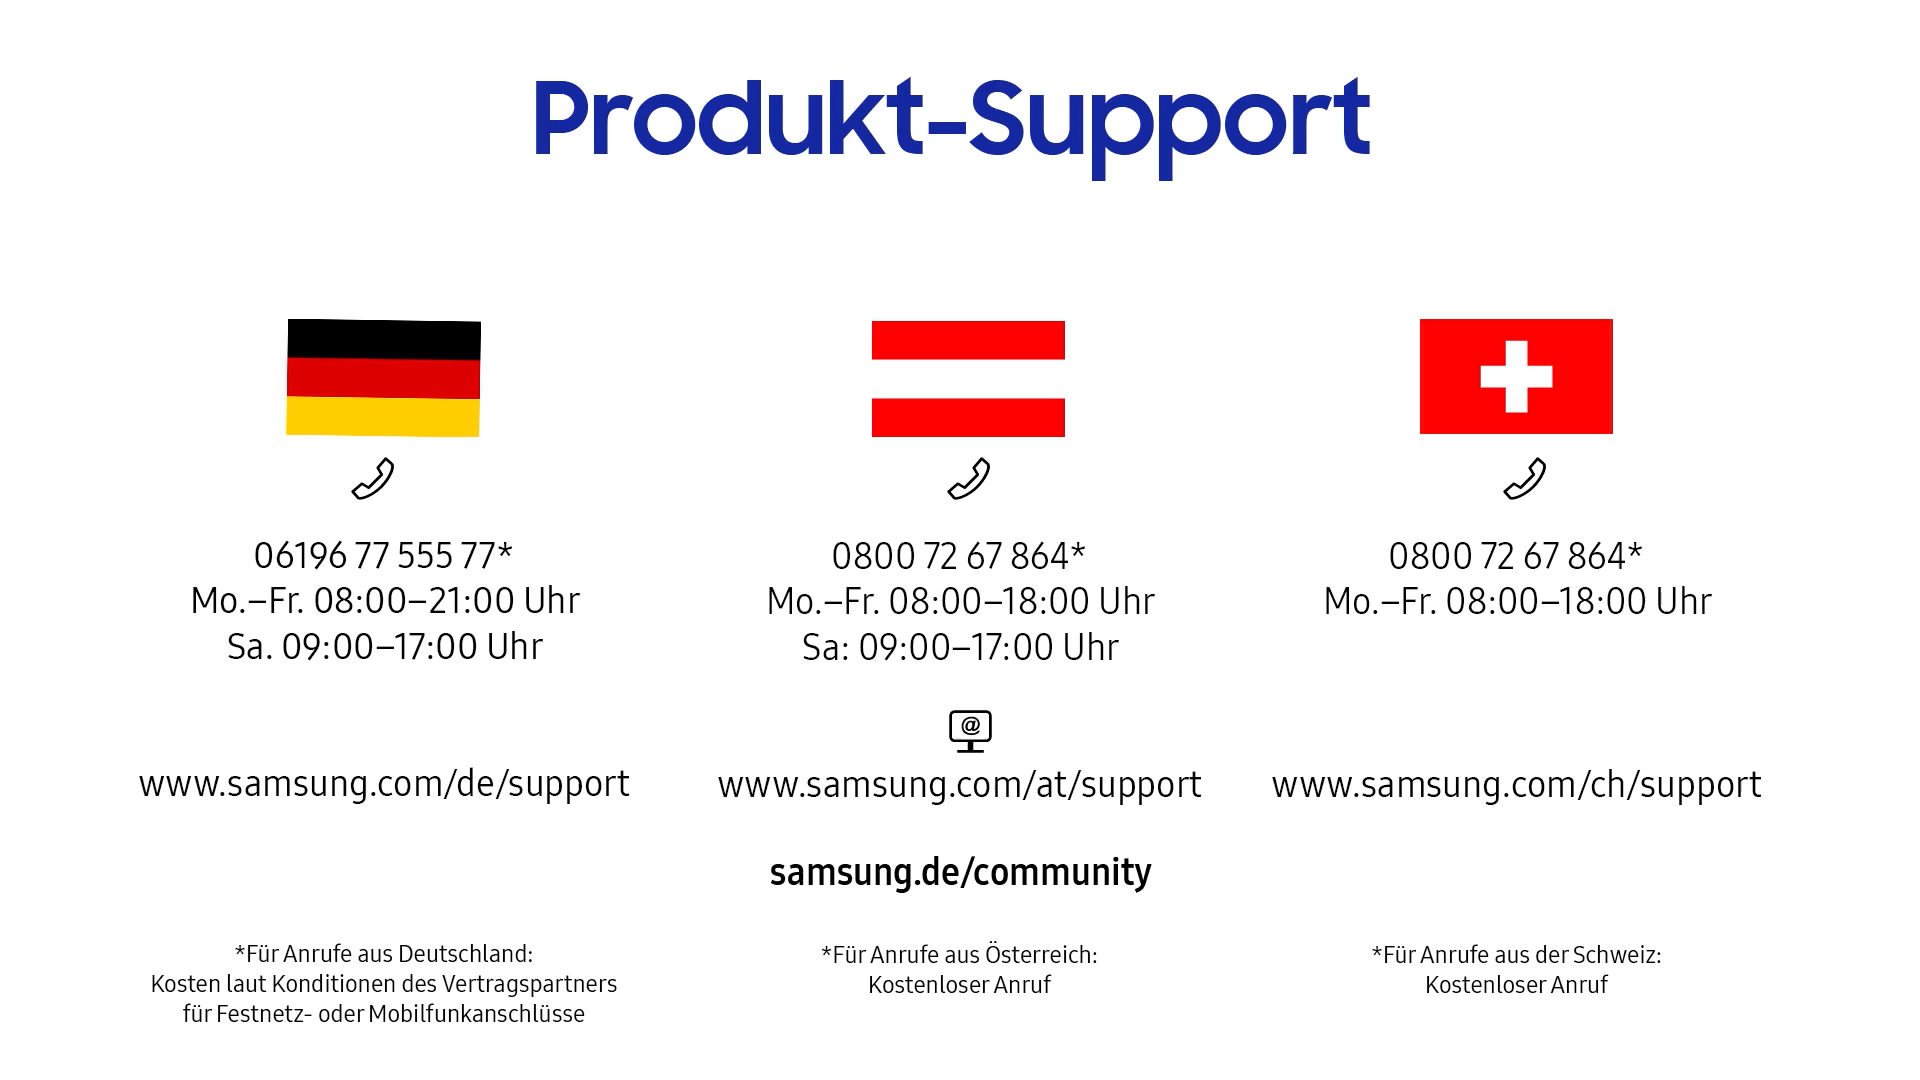 Produkt-Support
06196 77 555 77*
Mo.–Fr. 08:00–21:00 Uhr
Sa. 09:00–17:00 Uhr
0800 72 67 864*
Mo.–Fr. 08:00–18:00 Uhr
Sa: 09:00–17:00 Uhr
0800 72 67 864*
Mo.–Fr. 08:00–18:00 Uhr
@
www.samsung.com/de/support
www.samsung.com/at/support
www.samsung.com/ch/support
samsung.de/community
*Für Anrufe aus Deutschland:
Kosten laut Konditionen des Vertragspartners
für Festnetz- oder Mobilfunkanschlüsse
*Für Anrufe aus Österreich:
Kostenloser Anruf
*Für Anrufe aus der Schweiz:
Kostenloser Anruf